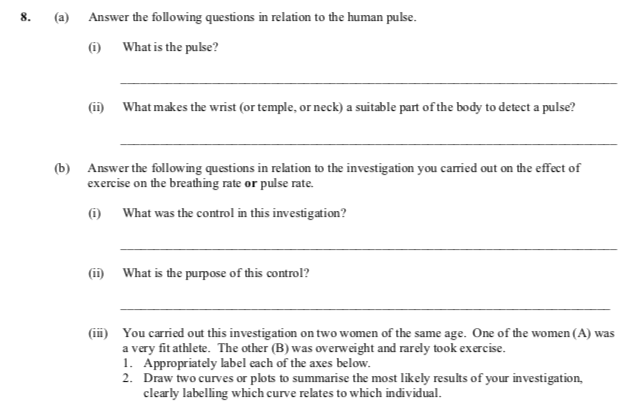 8. (a) Answer the following questions in relation to the human pulse.
(i) What is the pulse?
(ii) What makes the wrist (or temple, or neck) a suitable part of the body to detect a pulse?
(b) Answer the following questions in relation to the investigation you carried out on the effect of
exercise on the breathing rate or pulse rate.
(i) What was the control in this investigation?
(ii) What is the purpose of this control?
(iii) You carried out this investigation on two women of the same age. One of the women (A) was
a very fit athlete. The other (B) was overweight and rarely took exercise.
1. Appropriately label each of the axes below.
2. Draw two curves or plots to summarise the most likely results of your investigation,
clearly labelling which curve relates to which individual.